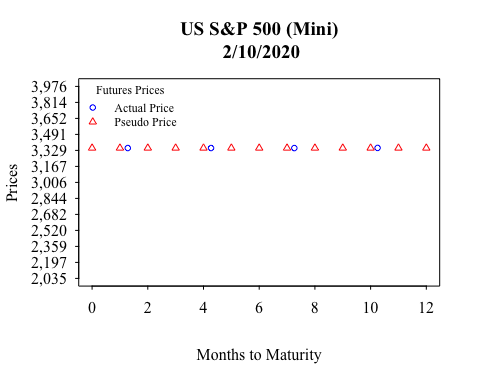 US S&P 500 (Mini)
2/10/2020
Futures Prices
Actual Price
Pseudo Price
Prices
3,976
3,814
3,652
3,491
3,329
3,167
3,006
2,844
2,682
2,520
2,359
2,197
2,035
0 2 4 6 8 10 12
Months to Maturity